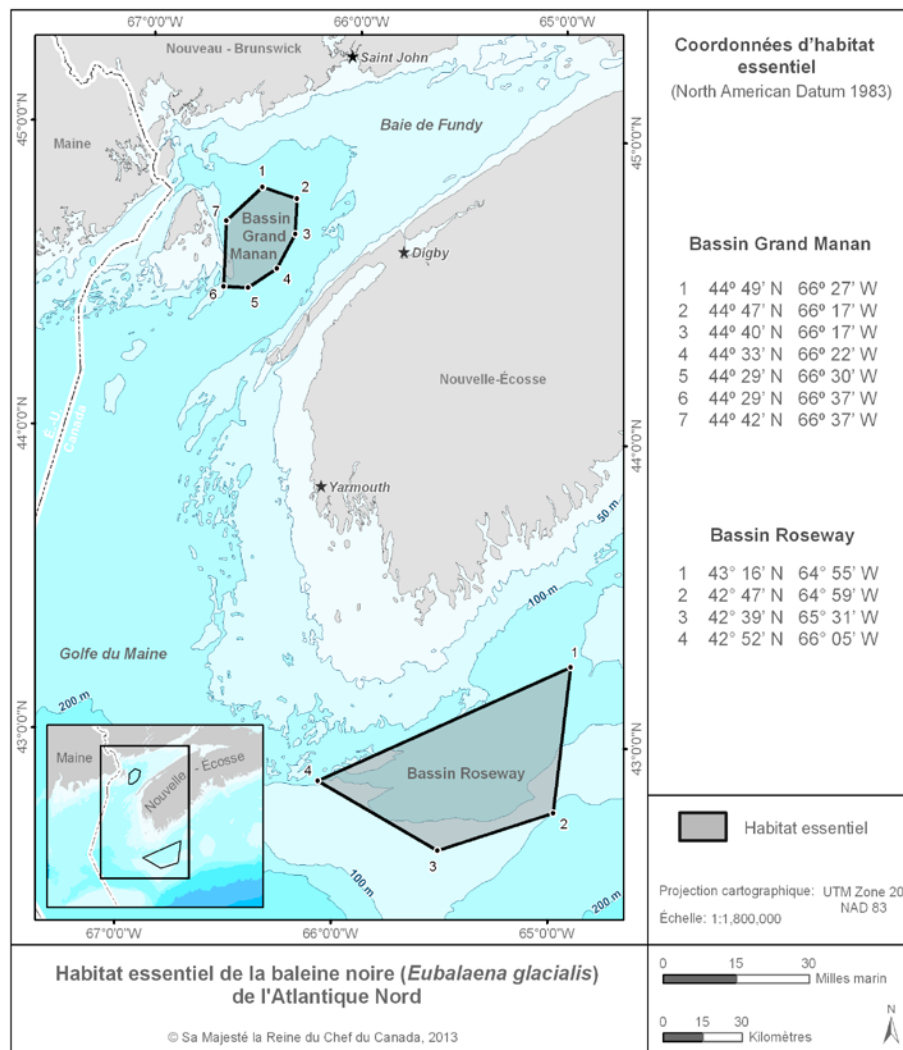 67°0'0"W
66°0'0"W
65°0'0"W
Nouveau - Brunswick
Saint John
45°0'0"N
45°0'0"N
Baie de Fundy
Maine
1
2
7
Bassin
Grand
Manan
3
4
6
5
Digby
Nouvelle-Écosse
44°0'0"N
44°0'0"N
É.-U.
Canada
Yarmouth
50 m
100 m
Golfe du Maine
200 m
43°0'0"N
43°0'0"N
1
4
Bassin Roseway
2
3
100 m
200 m
Maine
Nouvelle - Écosse
67°0'0"W
66°0'0"W
65°0'0"W
Coordonnées d'habitat
essentiel
(North American Datum 1983)
Bassin Grand Manan
1 44º 49' N 66º 27' W
2 44º 47' N 66º 17' W
3 44º 40' N 66º 17' W
4 44º 33' N 66º 22' W
5 44º 29' N 66º 30' W
6 44º 29' N 66º 37' W
7 44º 42' N 66º 37' W
Bassin Roseway
1 43° 16' N 64° 55' W
2 42° 47' N 64° 59' W
3 42° 39' N 65° 31' W
4 42° 52' N 66° 05' W
Habitat essentiel
Projection cartographique: UTM Zone 20
NAD 83
Échelle: 1:1,800,000
Habitat essentiel de la baleine noire (Eubalaena glacialis)
de l'Atlantique Nord
© Sa Majesté la Reine du Chef du Canada, 2013
0 15 30
Milles marin
0 15 30
Kilomètres
N